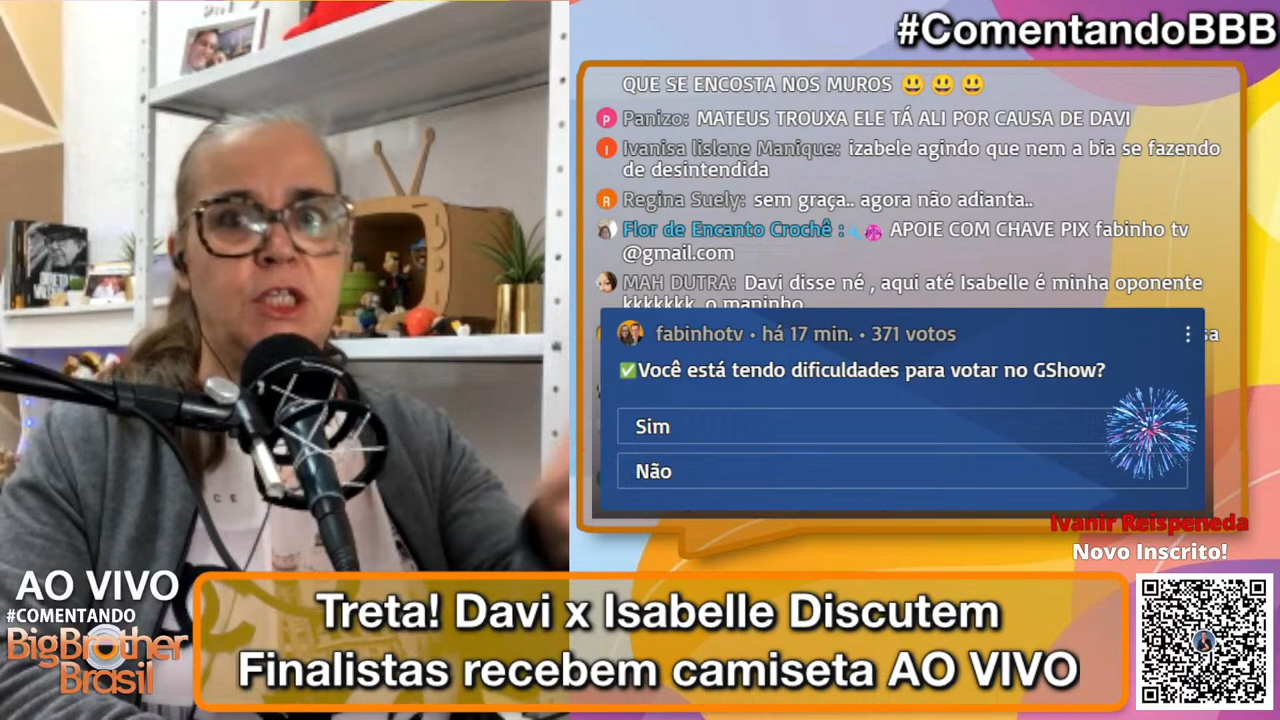 #ComentandoBBB
QUE SE ENCOSTA NOS MUROS 😃 😃 😃
P Panizo: MATEUS TROUXA ELE TÁ ALI POR CAUSA DE DAVI
I Ivanisa lislene Manique: izabele agindo que nem a bia se fazendo
de desintendida
R Regina Suely: sem graça.. agora não adianta..
Flor de Encanto Crochê : APOIE COM CHAVE PIX fabinho tv
@gmail.com
MAH DUTRA: Davi disse né , aqui até Isabelle é minha oponente
kkkkkkk o maninho
fabinhotv • há 17 min. • 371 votos
✅Você está tendo dificuldades para votar no GShow?
Sim
Não
Ivanir Reispeneda
Novo Inscrito!
AO VIVO
#COMENTANDO
BigBrother
Brasil
Treta! Davi x Isabelle Discutem
Finalistas recebem camiseta AO VIVO